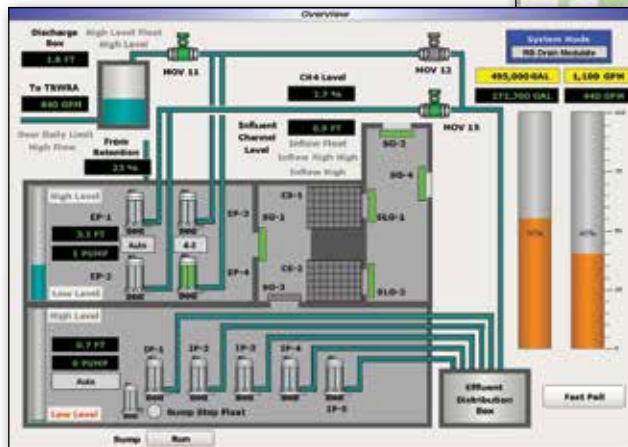 Overview
Discharge Box
High Level Float
High Level
1.6 FT
To TRWRA
840 GPM
Over Daily Limit
High Flow
From Retention
23 %
MOV 11
MOV 12
MOV 15
CH4 Level
Influent Channel Level
0.9 FT
Inflow Float
Inflow High High
Inflow High
System Mode
RB Drain Modulate
495,000 GAL
1,100 GPM
271,700 GAL
440 GPM
High Level
EP-1
3.1 FT
1 PUMP
EP-2
Low Level
Auto
EP-3
EP-4
SG-1
SG-2
SG-3
SG-4
CS-1
CS-2
SLG-1
SLG-2
High Level
0.7 FT
0 PUMP
Auto
Low Level
IP-1
IP-2
IP-3
IP-4
IP-5
Sump Stop Float
Sump
Run
Effluent Distribution Box
Fast Poll